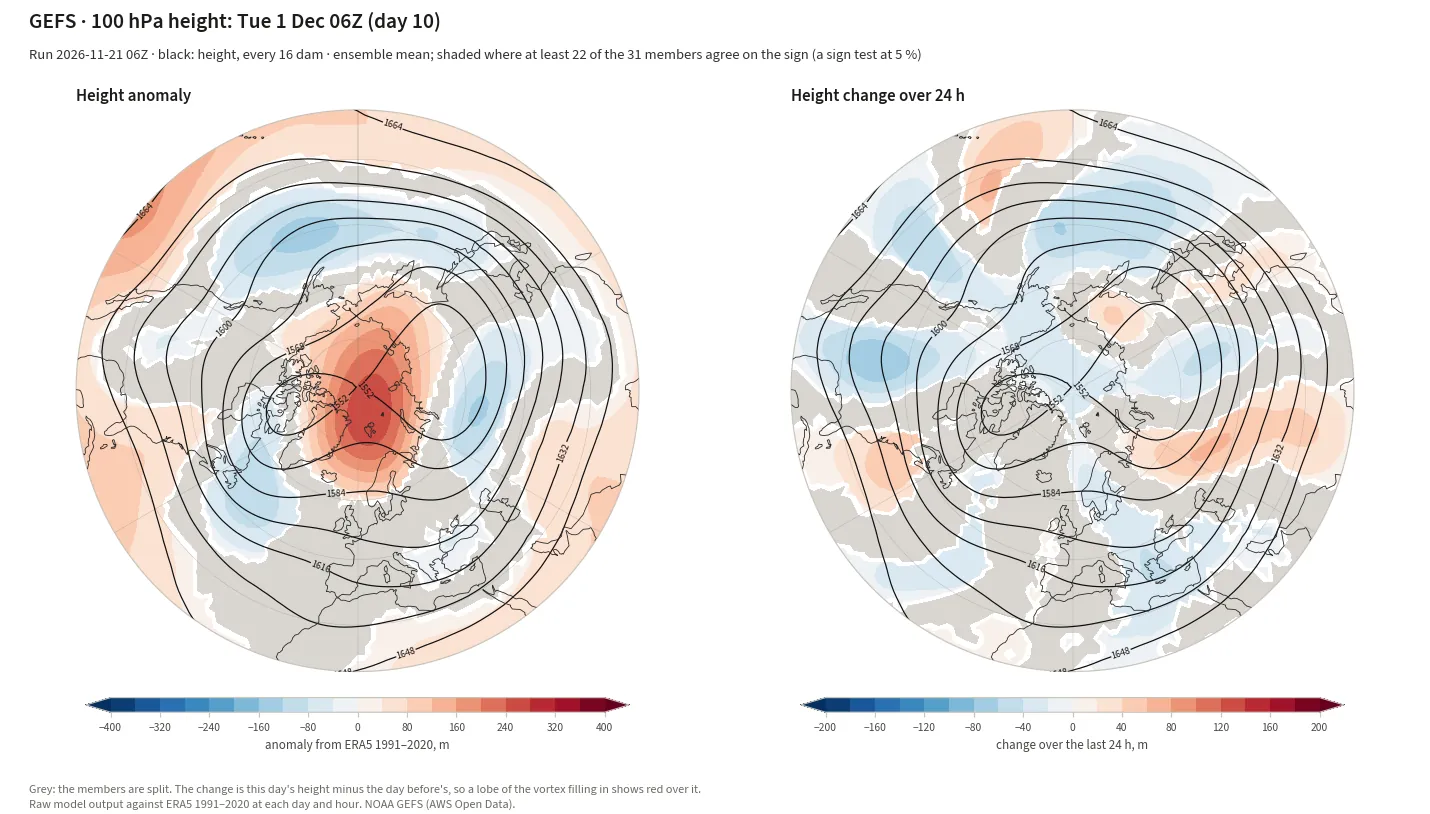 GEFS · 100 hPa height: Tue 1 Dec 06Z (day 10)
Run 2026-11-21 06Z · black: height, every 16 dam · ensemble mean; shaded where at least 22 of the 31 members agree on the sign (a sign test at 5 %)
Height anomaly
Height change over 24 h
1664
1664
1600
1568
1552
1552
1584
1616
1632
1648
1664
1664
1600
1568
1552
1552
1584
1616
1632
1648
−400 −320 −240 −160 −80 0 80 160 240 320 400
anomaly from ERA5 1991–2020, m
−200 −160 −120 −80 −40 0 40 80 120 160 200
change over the last 24 h, m
Grey: the members are split. The change is this day's height minus the day before's, so a lobe of the vortex filling in shows red over it.
Raw model output against ERA5 1991–2020 at each day and hour. NOAA GEFS (AWS Open Data).